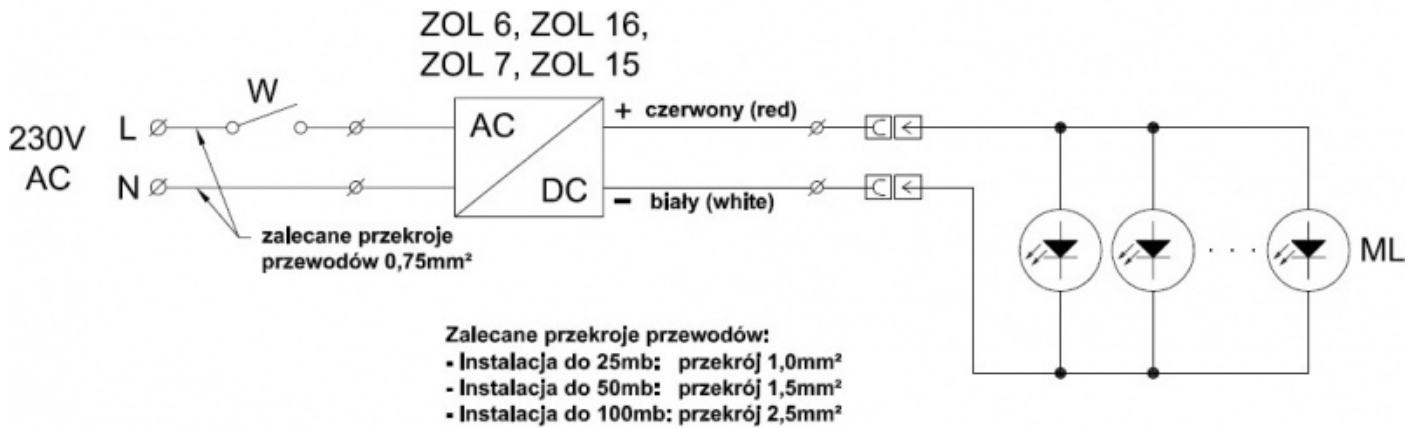 ZOL 6, ZOL 16,
ZOL 7, ZOL 15
W
230V
AC
L
N
AC
DC
+ czerwony (red)
- biały (white)
zalecane przekroje
przewodów 0,75mm²
ML
Zalecane przekroje przewodów:
- Instalacja do 25mb: przekrój 1,0mm²
- Instalacja do 50mb: przekrój 1,5mm²
- Instalacja do 100mb: przekrój 2,5mm²